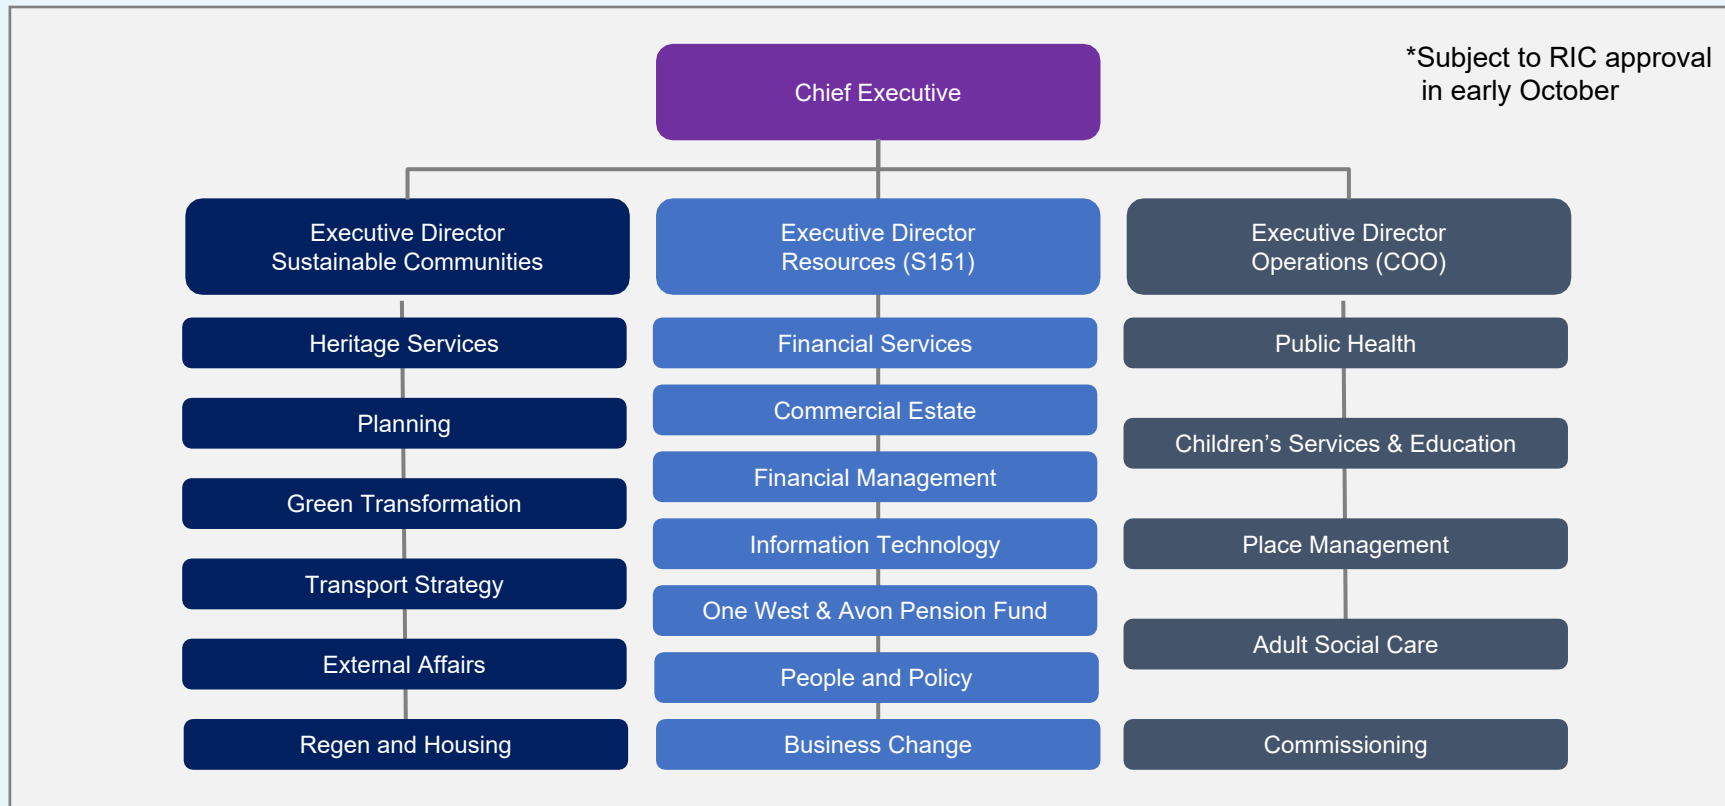 Chief Executive
*Subject to RIC approval
in early October
Executive Director
Sustainable Communities
Heritage Services
Planning
Green Transformation
Transport Strategy
External Affairs
Regen and Housing
Executive Director
Resources (S151)
Financial Services
Commercial Estate
Financial Management
Information Technology
One West & Avon Pension Fund
People and Policy
Business Change
Executive Director
Operations (COO)
Public Health
Children’s Services & Education
Place Management
Adult Social Care
Commissioning